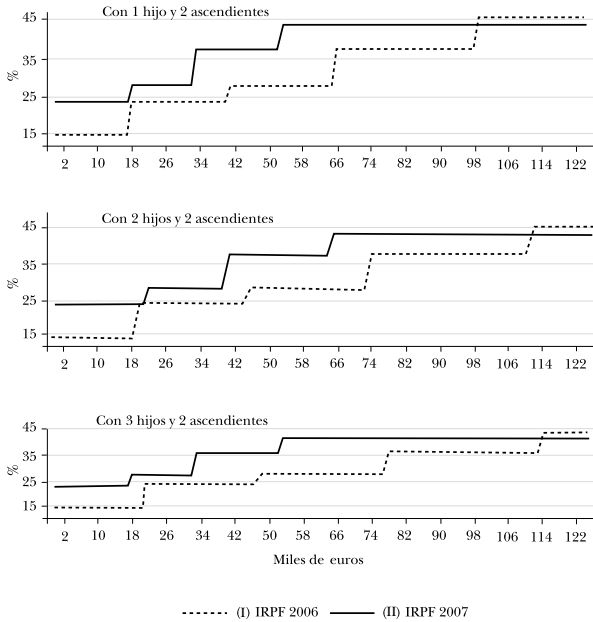 Con 1 hijo y 2 ascendientes
45
35
25
15
%
2 10 18 26 34 42 50 58 66 74 82 90 98 106 114 122
Con 2 hijos y 2 ascendientes
45
35
25
15
%
2 10 18 26 34 42 50 58 66 74 82 90 98 106 114 122
Con 3 hijos y 2 ascendientes
45
35
25
15
%
2 10 18 26 34 42 50 58 66 74 82 90 98 106 114 122
Miles de euros
(I) IRPF 2006 (II) IRPF 2007